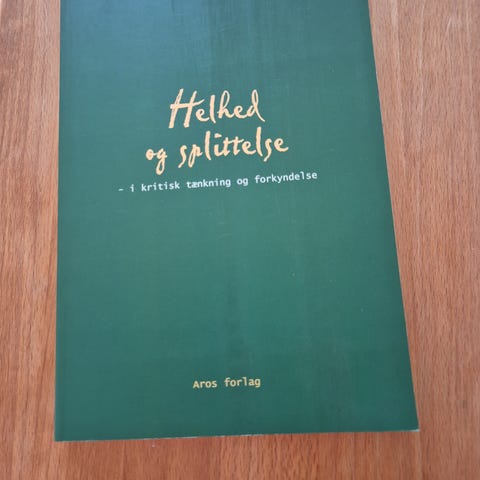 Helhed
og splittelse
- i kritisk tænkning og forkyndelse
Aros forlag